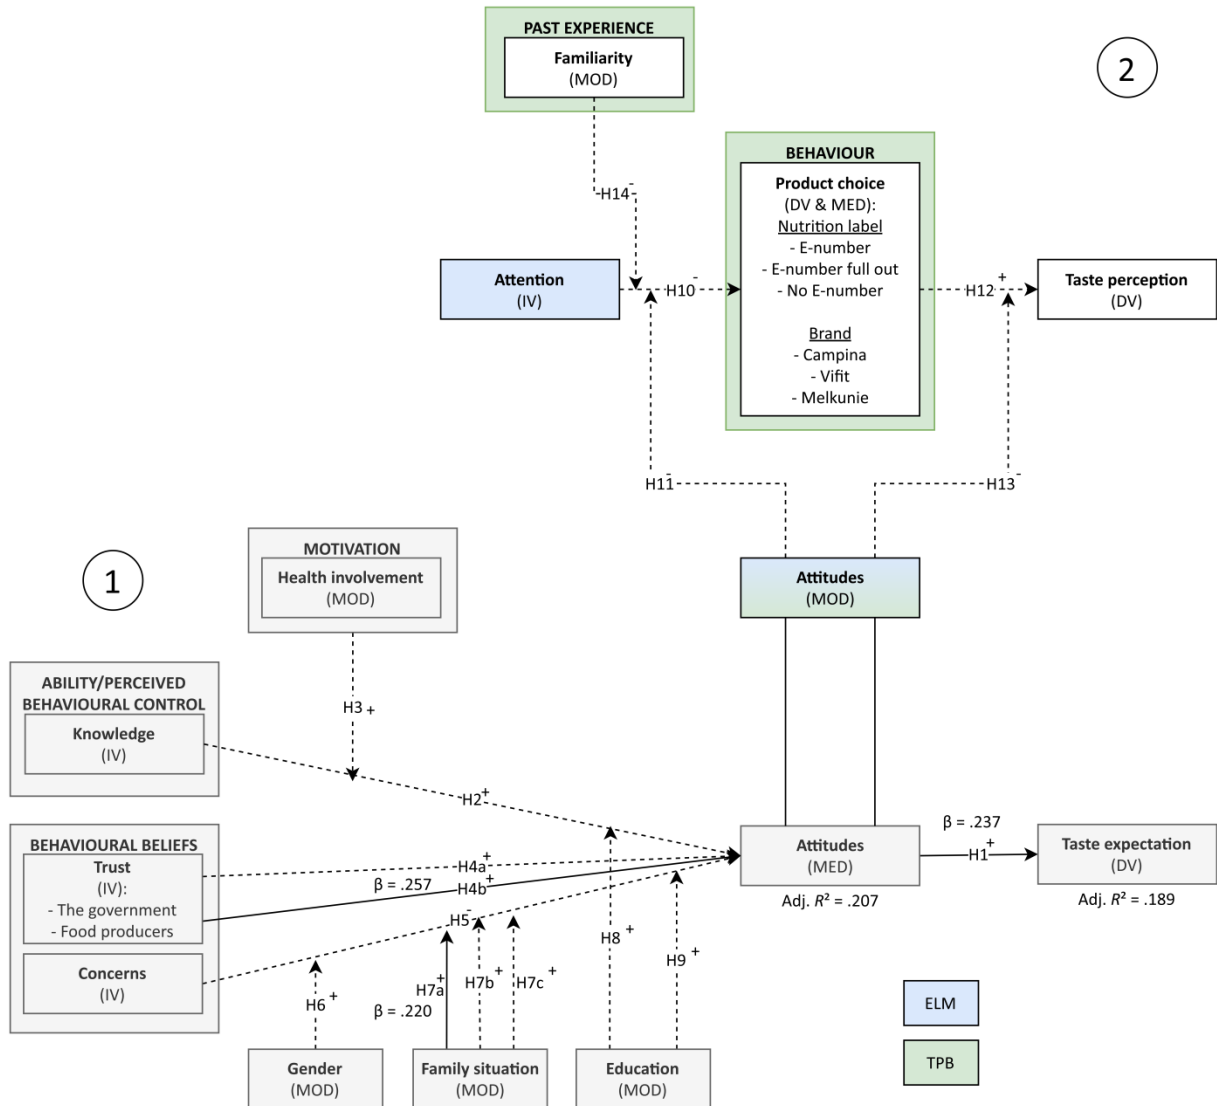 PAST EXPERIENCE
Familiarity
(MOD)
2
BEHAVIOUR
Product choice
(DV & MED):
Nutrition label
- E-number
- E-number full out
- No E-number
Brand
- Campina
- Vifit
- Melkunie
H14-
Attention
(IV)
H10-
H12+
Taste perception
(DV)
H11-
H13-
1
MOTIVATION
Health involvement
(MOD)
Attitudes
(MOD)
ABILITY/PERCEIVED
BEHAVIOURAL CONTROL
Knowledge
(IV)
H3+
H2+
BEHAVIOURAL BELIEFS
Trust
(IV):
- The government
- Food producers
Concerns
(IV)
H4a+
β = .257
H4b+
H5-
Attitudes
(MED)
Adj. R² = .207
β = .237
H1+
Taste expectation
(DV)
Adj. R² = .189
H6+
H7a+
β = .220
H7b+
H7c+
H8+
H9+
Gender
(MOD)
Family situation
(MOD)
Education
(MOD)
ELM
TPB